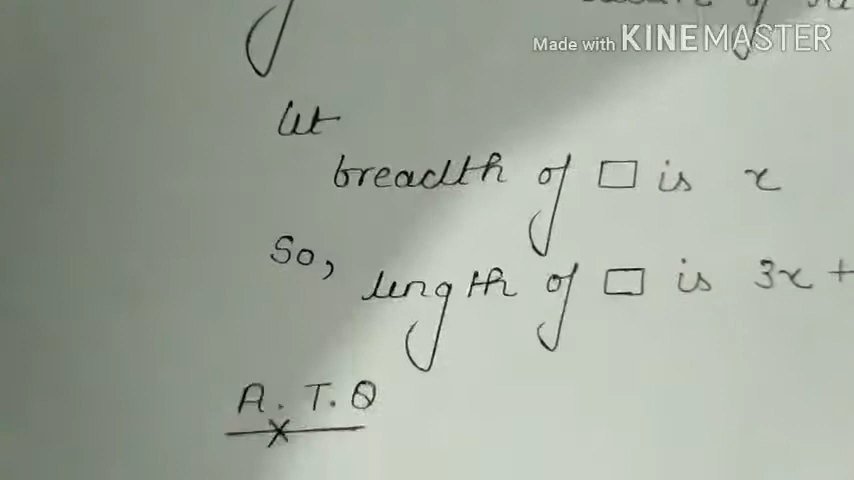 Made with KINEMASTER
let
breadth of □ is x
So, length of □ is 3x +
A. T. Q